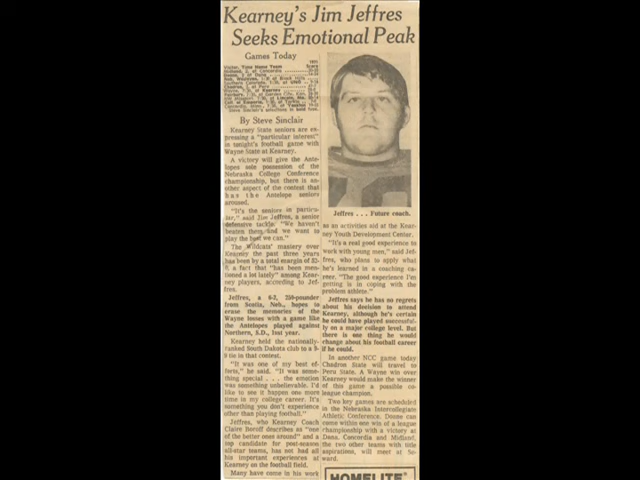 Kearney's Jim Jeffres
Seeks Emotional Peak
Games Today
By Steve Sinclair
Kearney State seniors are ex-
pressing a "particular interest"
in tonight's football game with
Wayne State at Kearney.
A victory will give the Ante-
lopes sole possession of the
Nebraska College Conference
championship, but there is an-
other aspect of the contest that
has the Antelope seniors
aroused.
"It's the seniors in particu-
lar," said Jim Jeffres, a senior
defensive tackle. "We haven't
beaten them and we want to
play the best we can."
The Wildcats' mastery over
Kearney the past three years
has been by a total margin of
a fact that "has been men-
tioned a lot lately" among Kear-
ney players, according to Jef-
fres.
Jeffres, a 6-3, 250-pounder
from Scotia, Neb., hopes to
erase the memories of the
Wayne losses with a game like
the Antelopes played against
Northern, S.D., last year.
Kearney held the nationally-
ranked South Dakota club to a
tie in that contest.
"It was one of my best ef-
forts," he said. "It was some-
thing special . . . the emotion
was something unbelievable. I'd
like to see it happen one more
time in my college career. It's
something you don't experience
other than playing football."
Jeffres, who Kearney Coach
Claire Boroff describes as "one
of the better ones around" and a
top candidate for post-season
all-star teams, has not had all
his important experiences at
Kearney on the football field.
Many have come in his work
Jeffres . . . Future coach.
as an activities aid at the Kear-
ney Youth Development Center.
"It's a real good experience to
work with young men," said Jef-
fres, who plans to apply what
he's learned in a coaching ca-
reer. "The good experience I'm
getting is in coping with the
problem athlete."
Jeffres says he has no regrets
about his decision to attend
Kearney, although he's certain
he could have played successful-
ly on a major college level. But
there is one thing he would
change about his football career
if he could.
In another NCC game today
Chadron State will travel to
Peru State. A Wayne win over
Kearney would make the winner
of this game a possible co-
league champion.
Two key games are scheduled
in the Nebraska Intercollegiate
Athletic Conference. Doane can
come within one win of a league
championship with a victory at
Dana. Concordia and Midland,
the two other teams with title
aspirations, will meet at Se-
ward.
HOMELITE